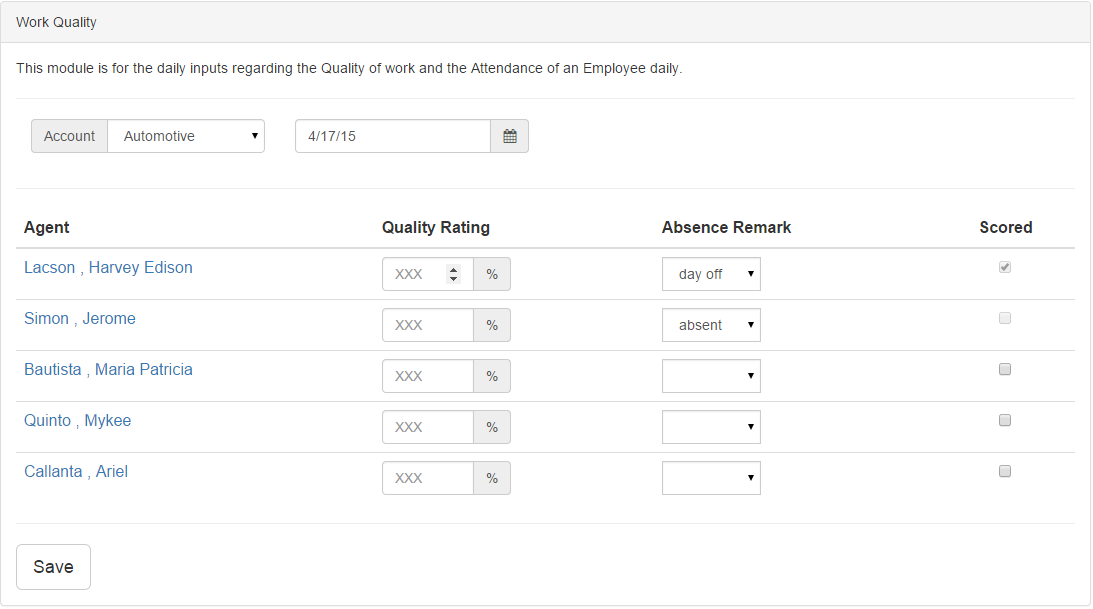 Work Quality
This module is for the daily inputs regarding the Quality of work and the Attendance of an Employee daily.
Account Automotive 4/17/15
Agent Quality Rating Absence Remark Scored
Lacson , Harvey Edison XXX % day off
Simon , Jerome XXX % absent
Bautista , Maria Patricia XXX %
Quinto , Mykee XXX %
Callanta , Ariel XXX %
Save